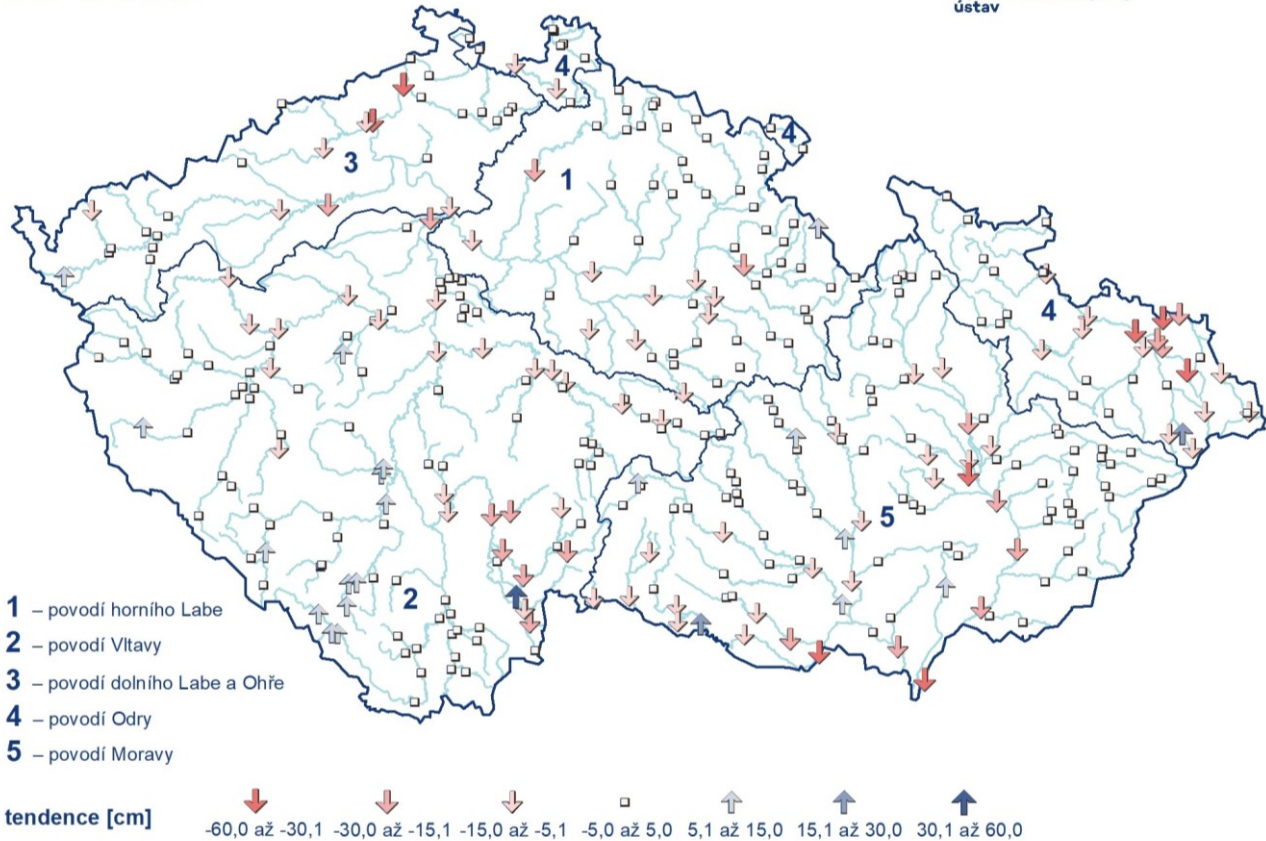 ústav
4
4
3
1
4
5
2
1 – povodí horního Labe
2 – povodí Vltavy
3 – povodí dolního Labe a Ohře
4 – povodí Odry
5 – povodí Moravy
tendence [cm]
-60,0 až -30,1 -30,0 až -15,1 -15,0 až -5,1 -5,0 až 5,0 5,1 až 15,0 15,1 až 30,0 30,1 až 60,0